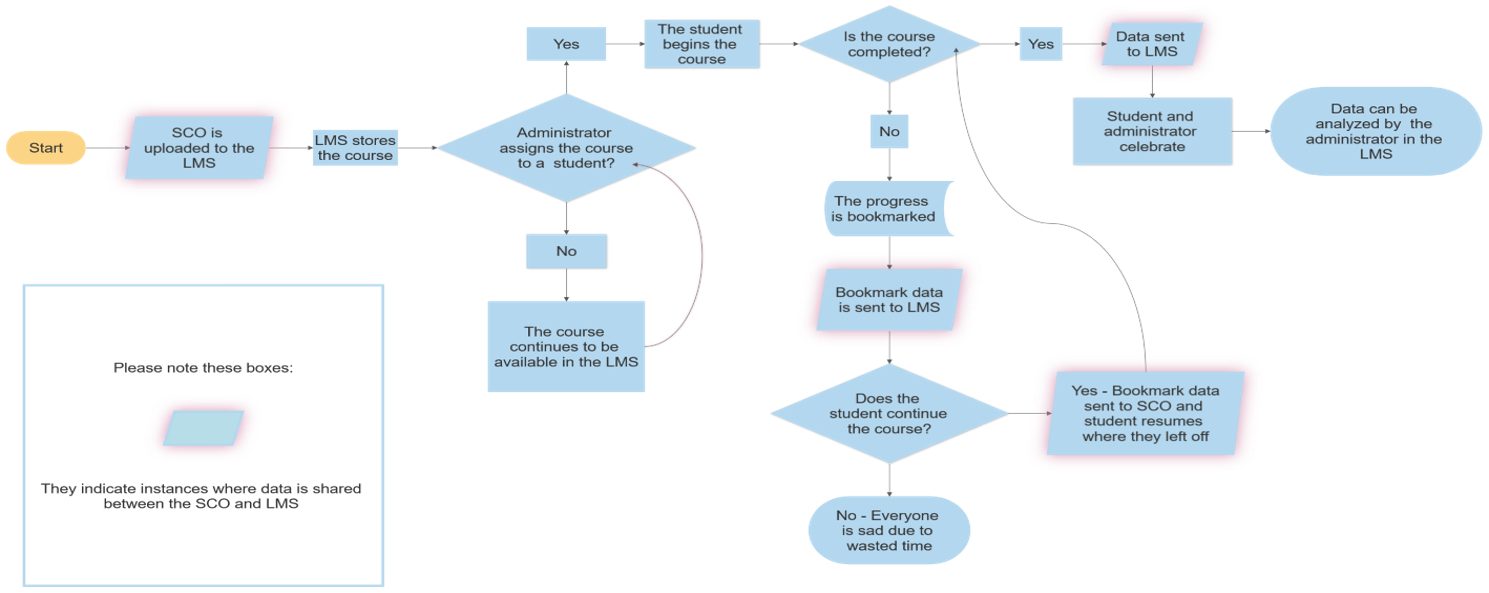 Start
SCO is
uploaded to the
LMS
LMS stores
the course
Administrator
assigns the course
to a student?
Yes
The student
begins the
course
Is the course
completed?
Yes
Data sent
to LMS
Student and
administrator
celebrate
Data can be
analyzed by the
administrator in the
LMS
No
The course
continues to be
available in the LMS
No
The progress
is bookmarked
Bookmark data
is sent to LMS
Does the
student continue
the course?
Yes - Bookmark data
sent to SCO and
student resumes
where they left off
No - Everyone
is sad due to
wasted time
Please note these boxes:
They indicate instances where data is shared
between the SCO and LMS